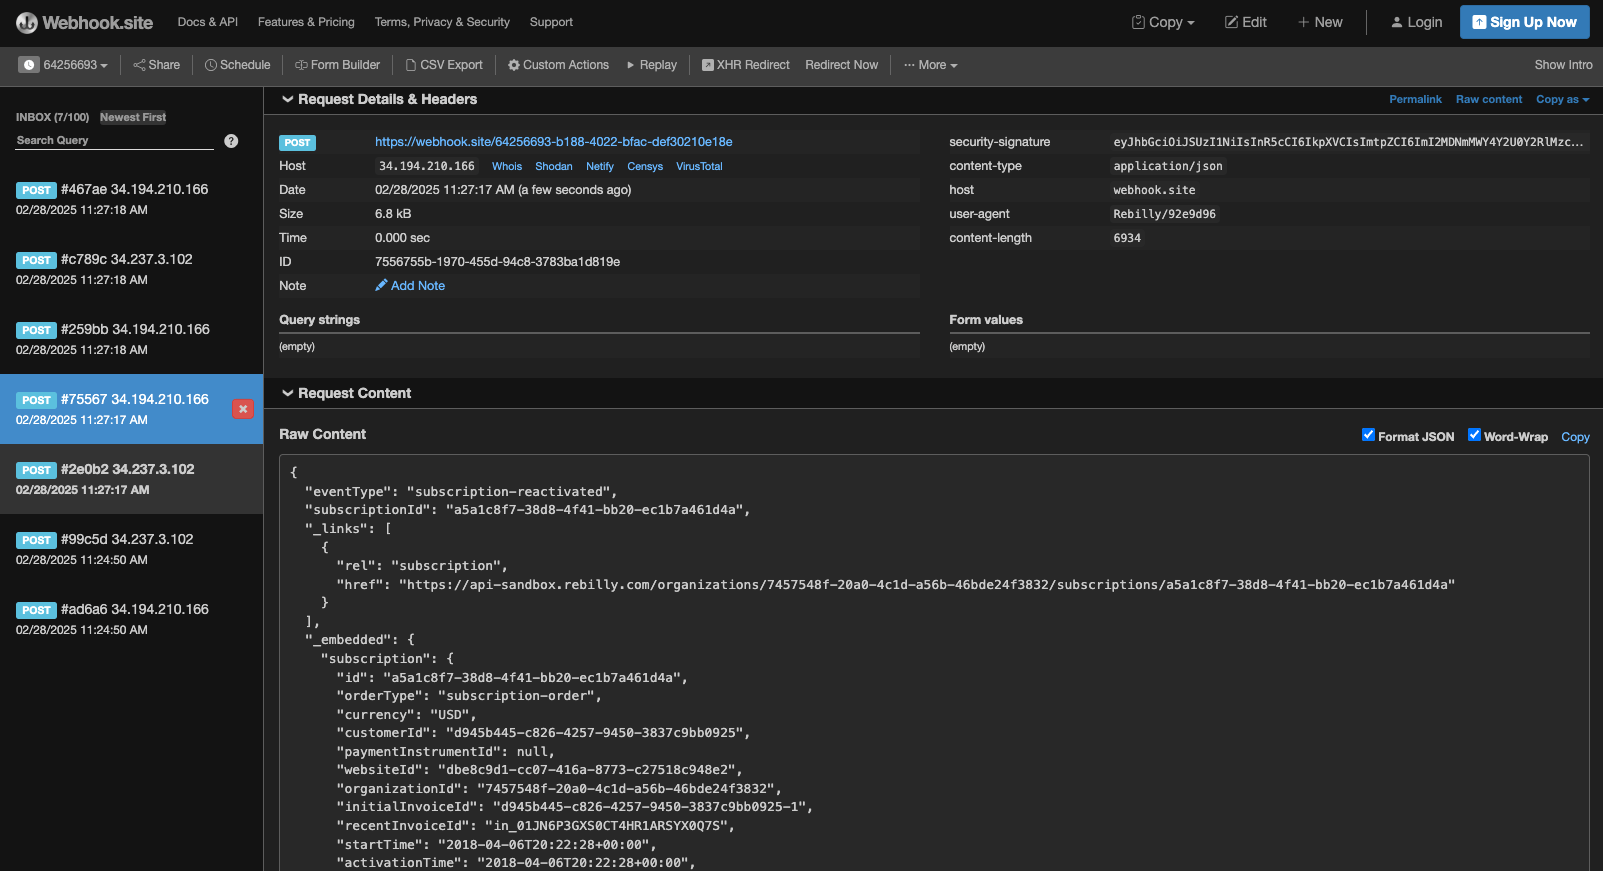 Webhook.site Docs & API Features & Pricing Terms, Privacy & Security Support Copy Edit + New Login Sign Up Now
64256693 Share Schedule Form Builder CSV Export Custom Actions Replay XHR Redirect Redirect Now ··· More Show Intro
INBOX (7/100) Newest First
Search Query ?
POST #467ae 34.194.210.166
02/28/2025 11:27:18 AM
POST #c789c 34.237.3.102
02/28/2025 11:27:18 AM
POST #259bb 34.194.210.166
02/28/2025 11:27:18 AM
POST #75567 34.194.210.166
02/28/2025 11:27:17 AM
POST #2e0b2 34.237.3.102
02/28/2025 11:27:17 AM
POST #99c5d 34.237.3.102
02/28/2025 11:24:50 AM
POST #ad6a6 34.194.210.166
02/28/2025 11:24:50 AM
Request Details & Headers Permalink Raw content Copy as
POST https://webhook.site/64256693-b188-4022-bfac-def30210e18e
Host 34.194.210.166 Whois Shodan Netify Censys VirusTotal
Date 02/28/2025 11:27:17 AM (a few seconds ago)
Size 6.8 kB
Time 0.000 sec
ID 7556755b-1970-455d-94c8-3783ba1d819e
Note Add Note
security-signature eyJhbGciOiJSUzI1NiIsInR5cCI6IkpXVCIsImtpZCI6ImI2MDNmMWY4Y2U0Y2RlMzc...
content-type application/json
host webhook.site
user-agent Rebilly/92e9d96
content-length 6934
Query strings
(empty)
Form values
(empty)
Request Content
Raw Content Format JSON Word-Wrap Copy
{
"eventType": "subscription-reactivated",
"subscriptionId": "a5a1c8f7-38d8-4f41-bb20-ec1b7a461d4a",
"_links": [
{
"rel": "subscription",
"href": "https://api-sandbox.rebilly.com/organizations/7457548f-20a0-4c1d-a56b-46bde24f3832/subscriptions/a5a1c8f7-38d8-4f41-bb20-ec1b7a461d4a"
}
],
"_embedded": {
"subscription": {
"id": "a5a1c8f7-38d8-4f41-bb20-ec1b7a461d4a",
"orderType": "subscription-order",
"currency": "USD",
"customerId": "d945b445-c826-4257-9450-3837c9bb0925",
"paymentInstrumentId": null,
"websiteId": "dbe8c9d1-cc07-416a-8773-c27518c948e2",
"organizationId": "7457548f-20a0-4c1d-a56b-46bde24f3832",
"initialInvoiceId": "d945b445-c826-4257-9450-3837c9bb0925-1",
"recentInvoiceId": "in_01JN6P3GXS0CT4HR1ARSYX0Q7S",
"startTime": "2018-04-06T20:22:28+00:00",
"activationTime": "2018-04-06T20:22:28+00:00",